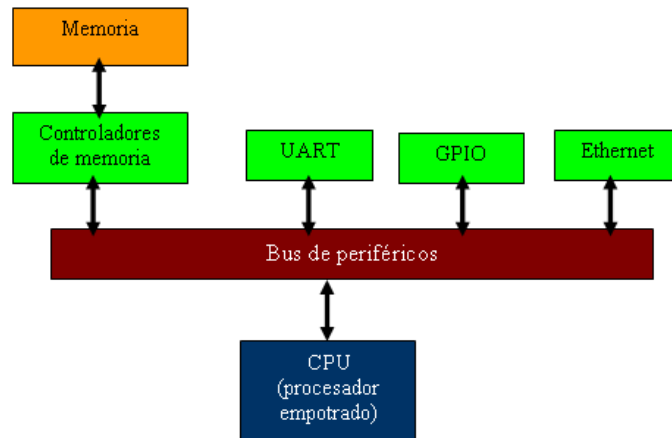 Memoria
Controladores
de memoria
UART
GPIO
Ethernet
Bus de periféricos
CPU
(procesador
empotrado)